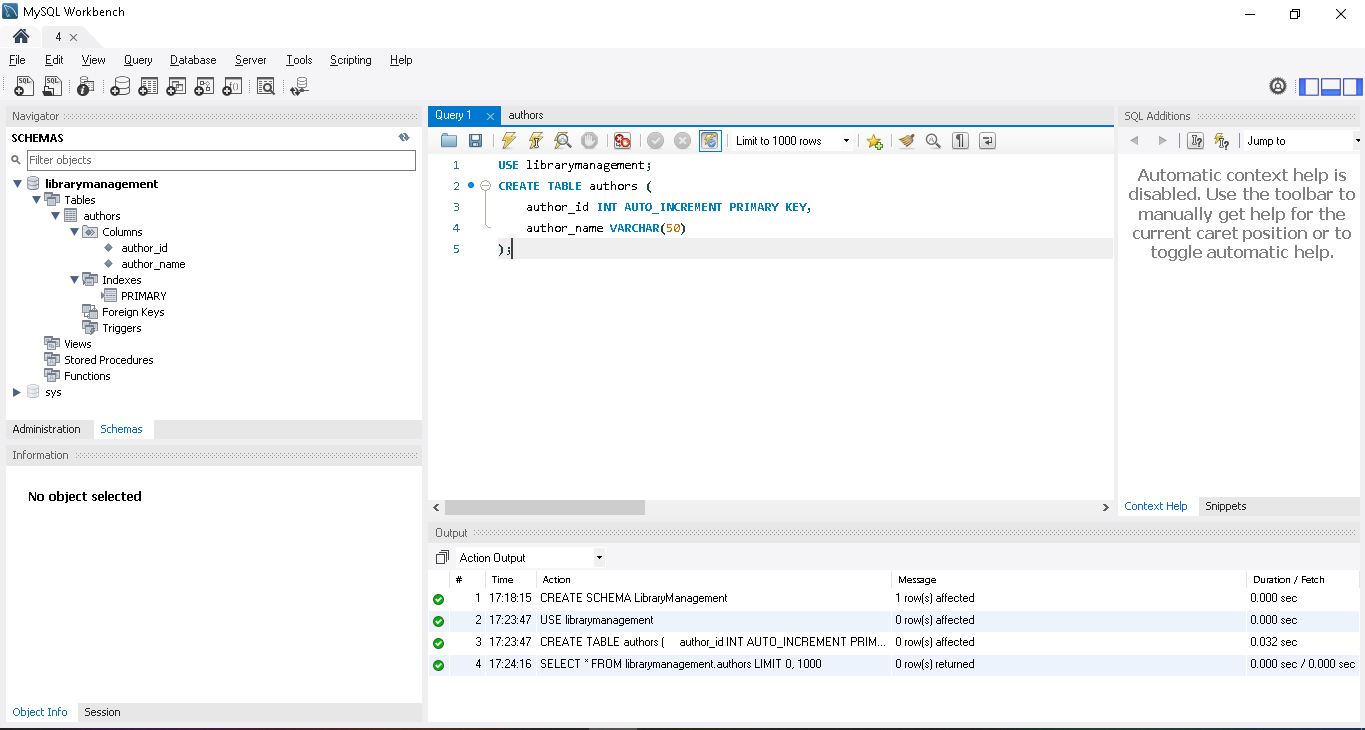 MySQL Workbench
4
File Edit View Query Database Server Tools Scripting Help
Navigator
SCHEMAS
Filter objects
librarymanagement
Tables
authors
Columns
author_id
author_name
Indexes
PRIMARY
Foreign Keys
Triggers
Views
Stored Procedures
Functions
sys
Administration Schemas
Information
No object selected
Object Info Session
Query 1 authors
Limit to 1000 rows
1 USE librarymanagement;
2 CREATE TABLE authors (
3 author_id INT AUTO_INCREMENT PRIMARY KEY,
4 author_name VARCHAR(50)
5 );
SQL Additions
Jump to
Automatic context help is
disabled. Use the toolbar to
manually get help for the
current caret position or to
toggle automatic help.
Context Help Snippets
Output
Action Output
# Time Action Message Duration / Fetch
1 17:18:15 CREATE SCHEMA LibraryManagement 1 row(s) affected 0.000 sec
2 17:23:47 USE librarymanagement 0 row(s) affected 0.000 sec
3 17:23:47 CREATE TABLE authors ( author_id INT AUTO_INCREMENT PRIM... 0 row(s) affected 0.032 sec
4 17:24:16 SELECT * FROM librarymanagement.authors LIMIT 0, 1000 0 row(s) returned 0.000 sec / 0.000 sec